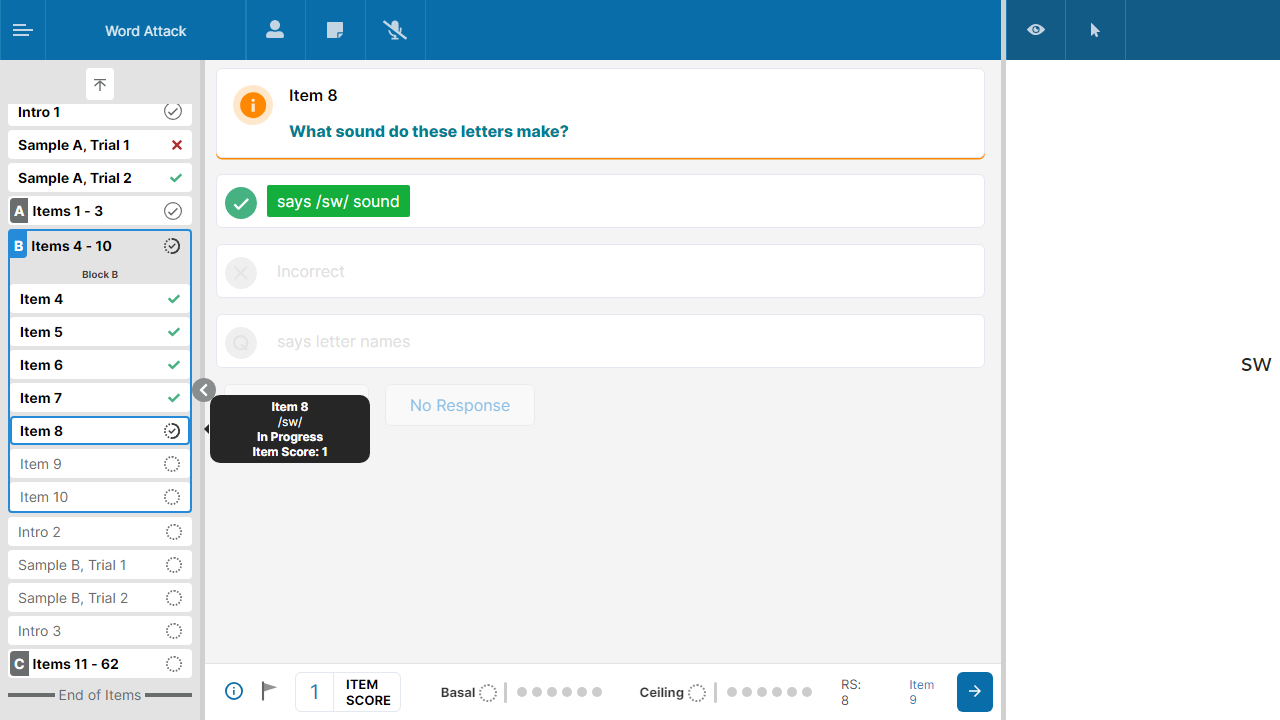 Word Attack
Intro 1
Sample A, Trial 1
Sample A, Trial 2
A Items 1 - 3
B Items 4 - 10
Block B
Item 4
Item 5
Item 6
Item 7
Item 8
Item 9
Item 10
Intro 2
Sample B, Trial 1
Sample B, Trial 2
Intro 3
C Items 11 - 62
End of Items
Item 8
What sound do these letters make?
says /sw/ sound
Incorrect
Q says letter names
No Response
Item 8
/sw/
In Progress
Item Score: 1
1 ITEM
SCORE
Basal
Ceiling
RS:
8
Item
9
sw